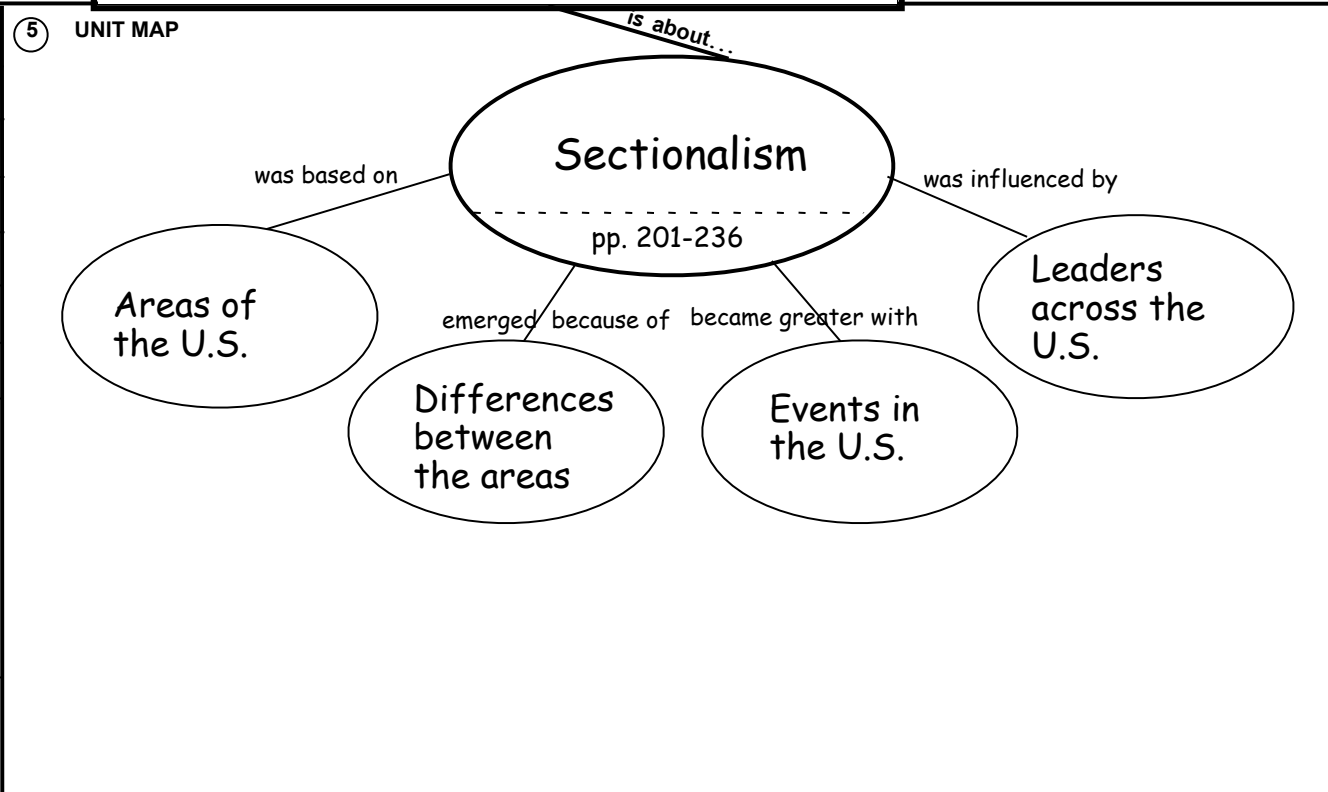 is about...
5 UNIT MAP
Sectionalism
pp. 201-236
was based on
Areas of
the U.S.
emerged because of
Differences
between
the areas
became greater with
Events in
the U.S.
was influenced by
Leaders
across the
U.S.